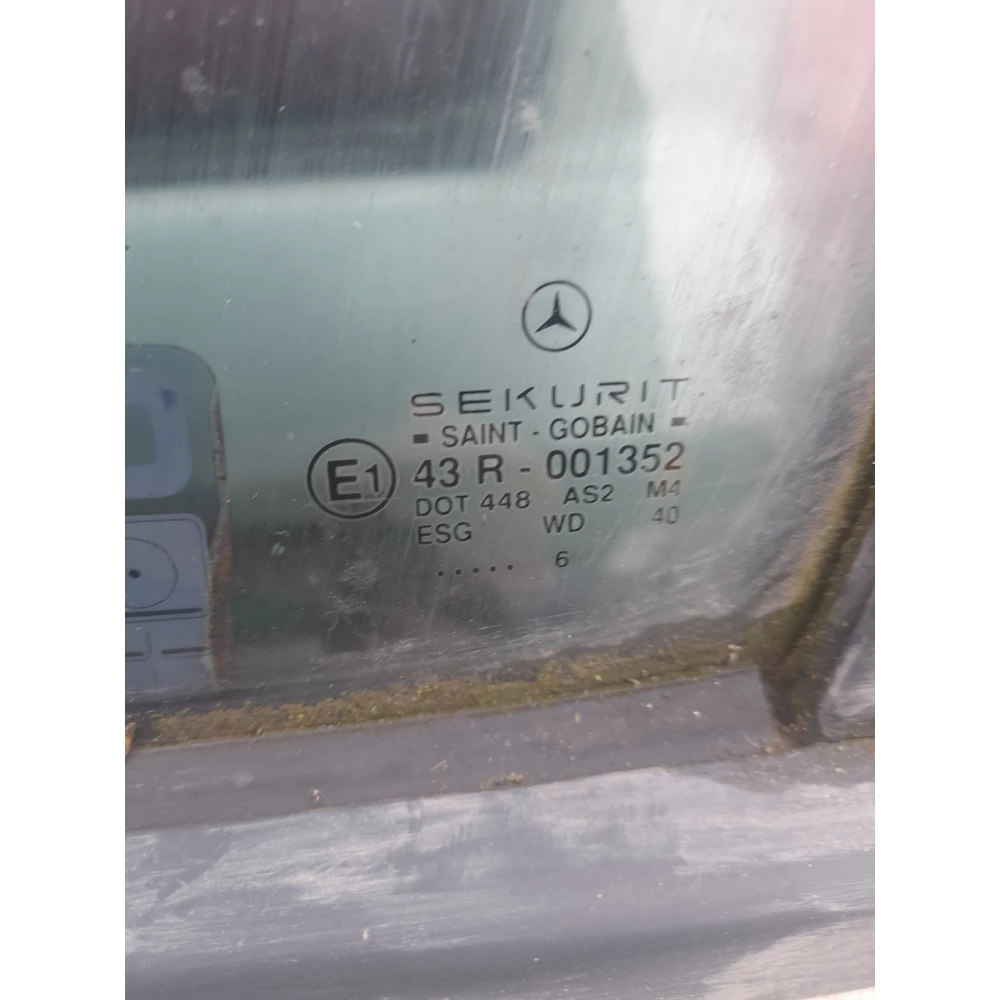 SEKURIT
SAINT - GOBAIN
E1 43 R - 001352
DOT 448 AS2 M4
ESG WD 40
..... 6